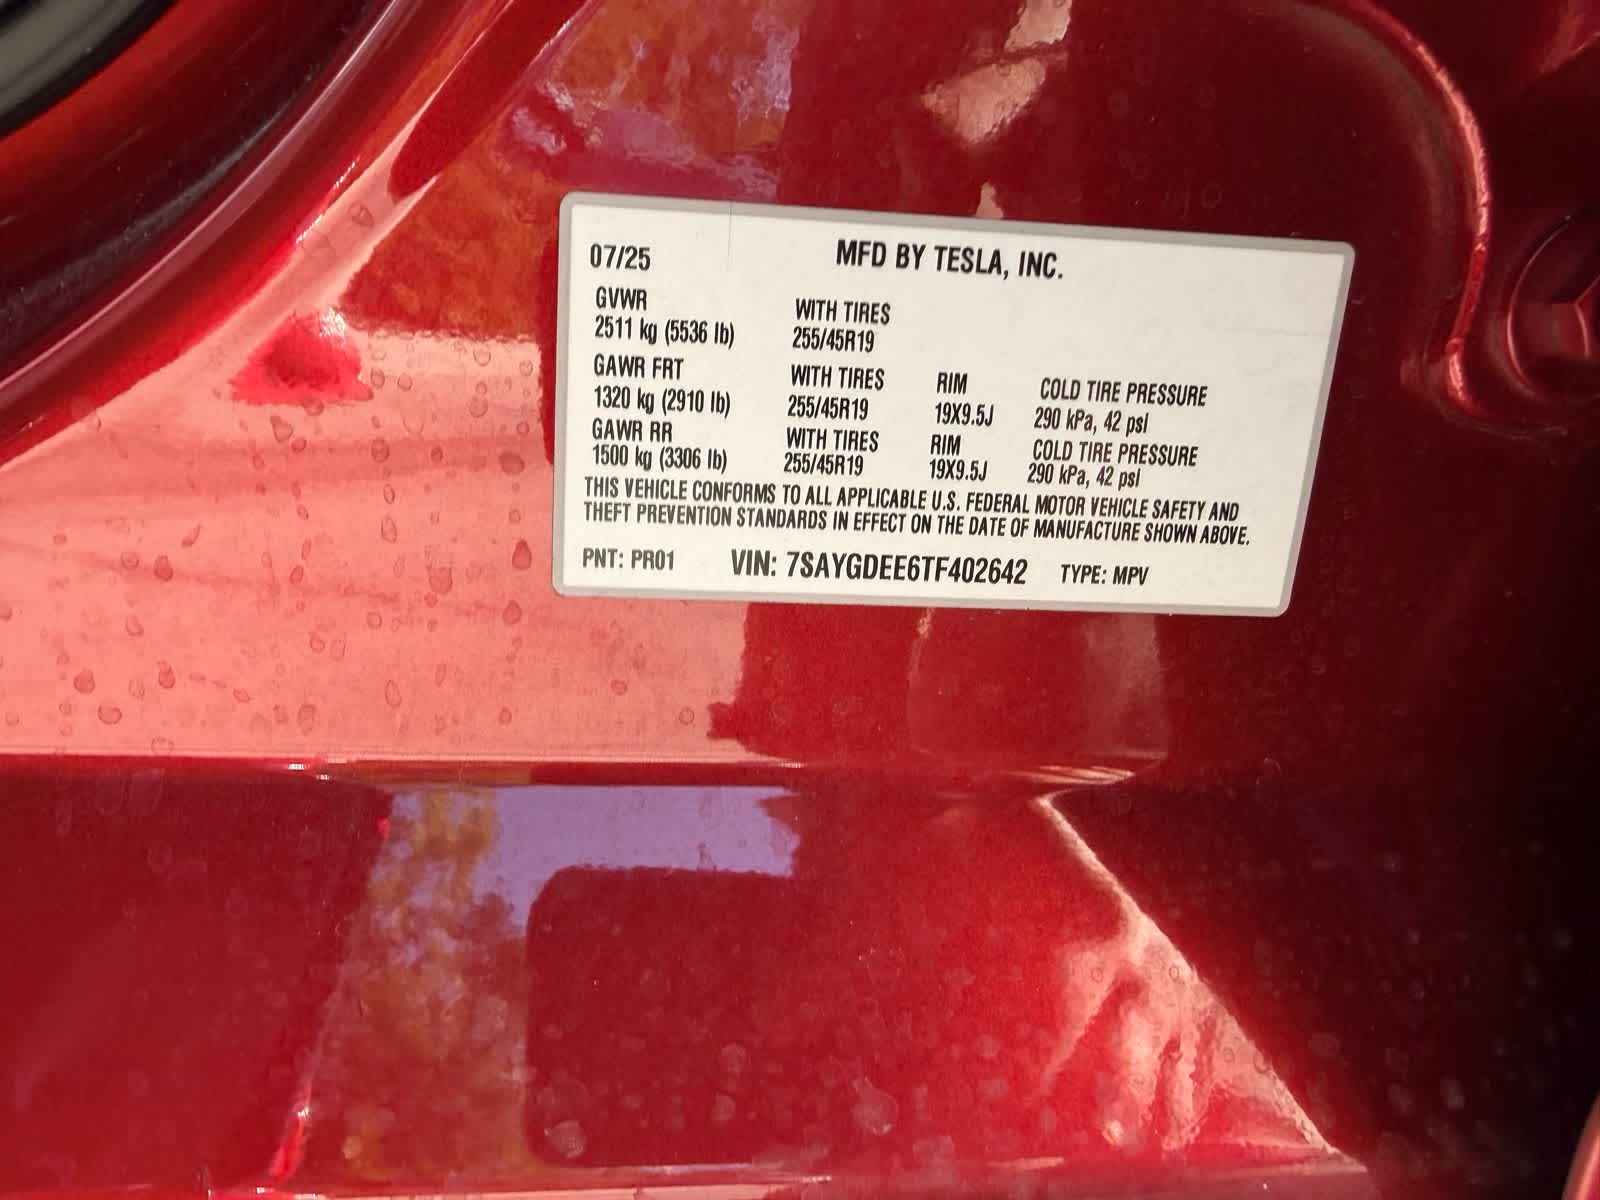 07/25 MFD BY TESLA, INC.
GVWR WITH TIRES
2511 kg (5536 lb) 255/45R19
GAWR FRT WITH TIRES RIM COLD TIRE PRESSURE
1320 kg (2910 lb) 255/45R19 19X9.5J 290 kPa, 42 psi
GAWR RR WITH TIRES RIM COLD TIRE PRESSURE
1500 kg (3306 lb) 255/45R19 19X9.5J 290 kPa, 42 psi
THIS VEHICLE CONFORMS TO ALL APPLICABLE U.S. FEDERAL MOTOR VEHICLE SAFETY AND
THEFT PREVENTION STANDARDS IN EFFECT ON THE DATE OF MANUFACTURE SHOWN ABOVE.
PNT: PR01 VIN: 7SAYGDEE6TF402642 TYPE: MPV